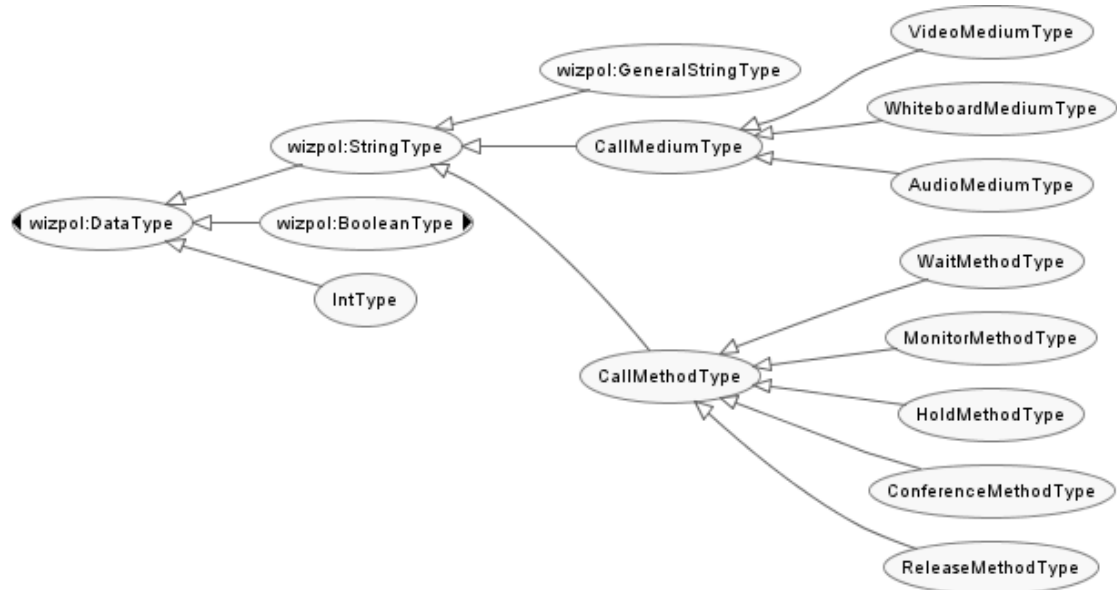 VideoMediumType
wizpol:GeneralStringType
WhiteboardMediumType
wizpol:StringType
CallMediumType
AudioMediumType
wizpol:DataType
wizpol:BooleanType
WaitMethodType
IntType
MonitorMethodType
CallMethodType
HoldMethodType
ConferenceMethodType
ReleaseMethodType